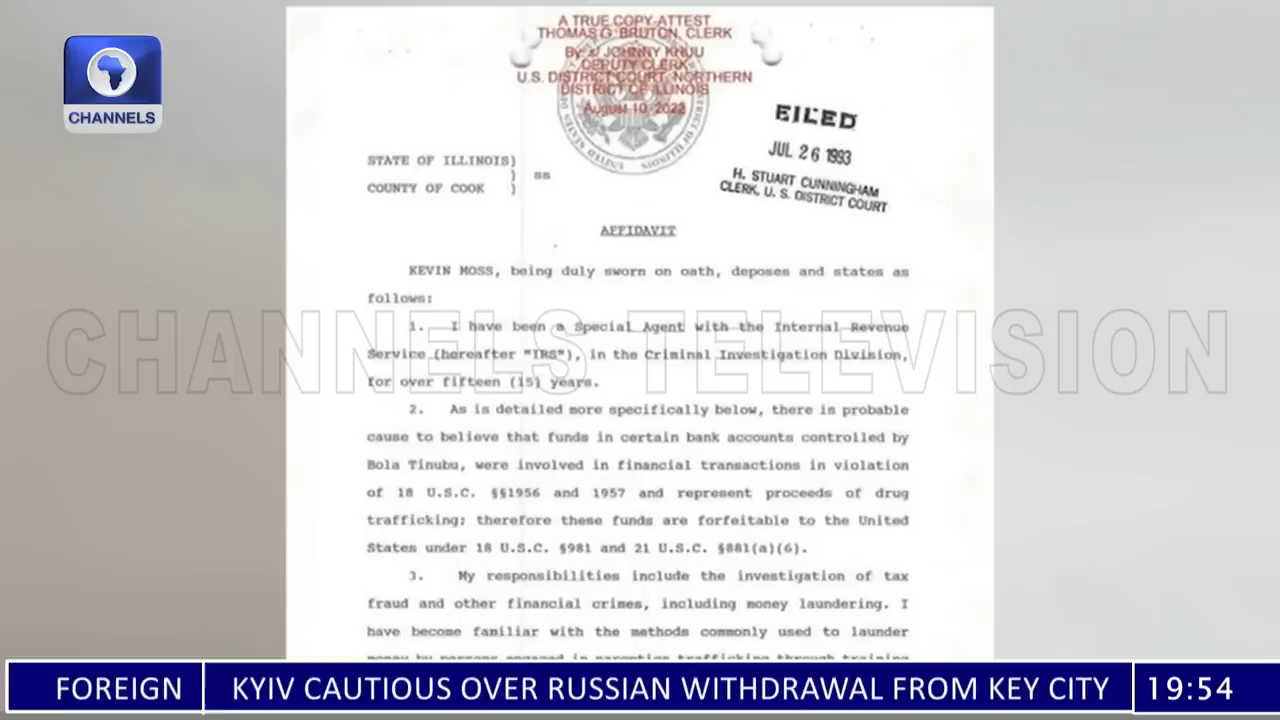 A TRUE COPY-ATTEST
THOMAS G. BRUTON, CLERK
By: s/ JOHNNY KHUU
DEPUTY CLERK
U.S. DISTRICT COURT, NORTHERN
DISTRICT OF ILLINOIS
August 10, 2022
CHANNELS
FILED
JUL 26 1993
H. STUART CUNNINGHAM
CLERK, U. S. DISTRICT COURT
STATE OF ILLINOIS)
) ss
COUNTY OF COOK )
AFFIDAVIT
KEVIN MOSS, being duly sworn on oath, deposes and states as
follows:
1. I have been a Special Agent with the Internal Revenue
Service (hereafter "IRS"), in the Criminal Investigation Division,
for over fifteen (15) years.
2. As is detailed more specifically below, there is probable
cause to believe that funds in certain bank accounts controlled by
Bola Tinubu, were involved in financial transactions in violation
of 18 U.S.C. §§1956 and 1957 and represent proceeds of drug
trafficking; therefore these funds are forfeitable to the United
States under 18 U.S.C. §981 and 21 U.S.C. §881(a)(6).
3. My responsibilities include the investigation of tax
fraud and other financial crimes, including money laundering. I
have become familiar with the methods commonly used to launder
CHANNELS TELEVISION
FOREIGN
KYIV CAUTIOUS OVER RUSSIAN WITHDRAWAL FROM KEY CITY
19:54